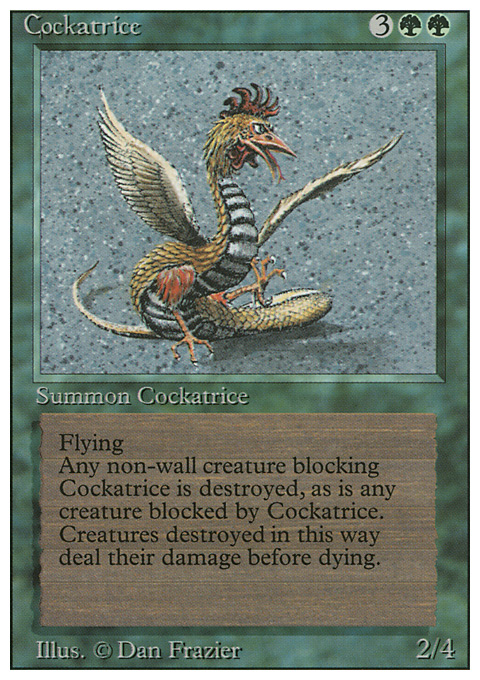 Cockatrice 3
Summon Cockatrice
Flying
Any non-wall creature blocking
Cockatrice is destroyed, as is any
creature blocked by Cockatrice.
Creatures destroyed in this way
deal their damage before dying.
Illus. © Dan Frazier 2/4